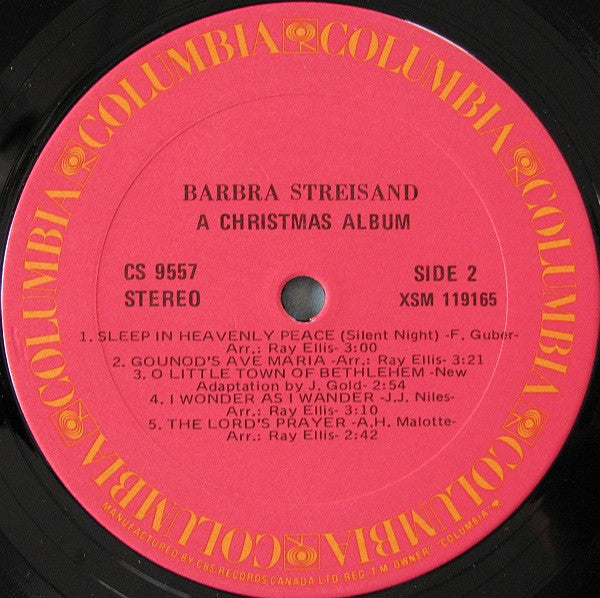 COLUMBIA COLUMBIA COLUMBIA COLUMBIA COLUMBIA COLUMBIA
BARBRA STREISAND
A CHRISTMAS ALBUM
CS 9557 SIDE 2
STEREO XSM 119165
1. SLEEP IN HEAVENLY PEACE (Silent Night) -F. Guber-
Arr.: Ray Ellis- 3:00
2. GOUNOD'S AVE MARIA -Arr.: Ray Ellis- 3:21
3. O LITTLE TOWN OF BETHLEHEM -New
Adaptation by J. Gold- 2:54
4. I WONDER AS I WANDER -J.J. Niles-
Arr.: Ray Ellis- 3:10
5. THE LORD'S PRAYER -A.H. Malotte-
Arr.: Ray Ellis- 2:42
MANUFACTURED BY CBS RECORDS CANADA LTD REG. T.M. OWNER "COLUMBIA"